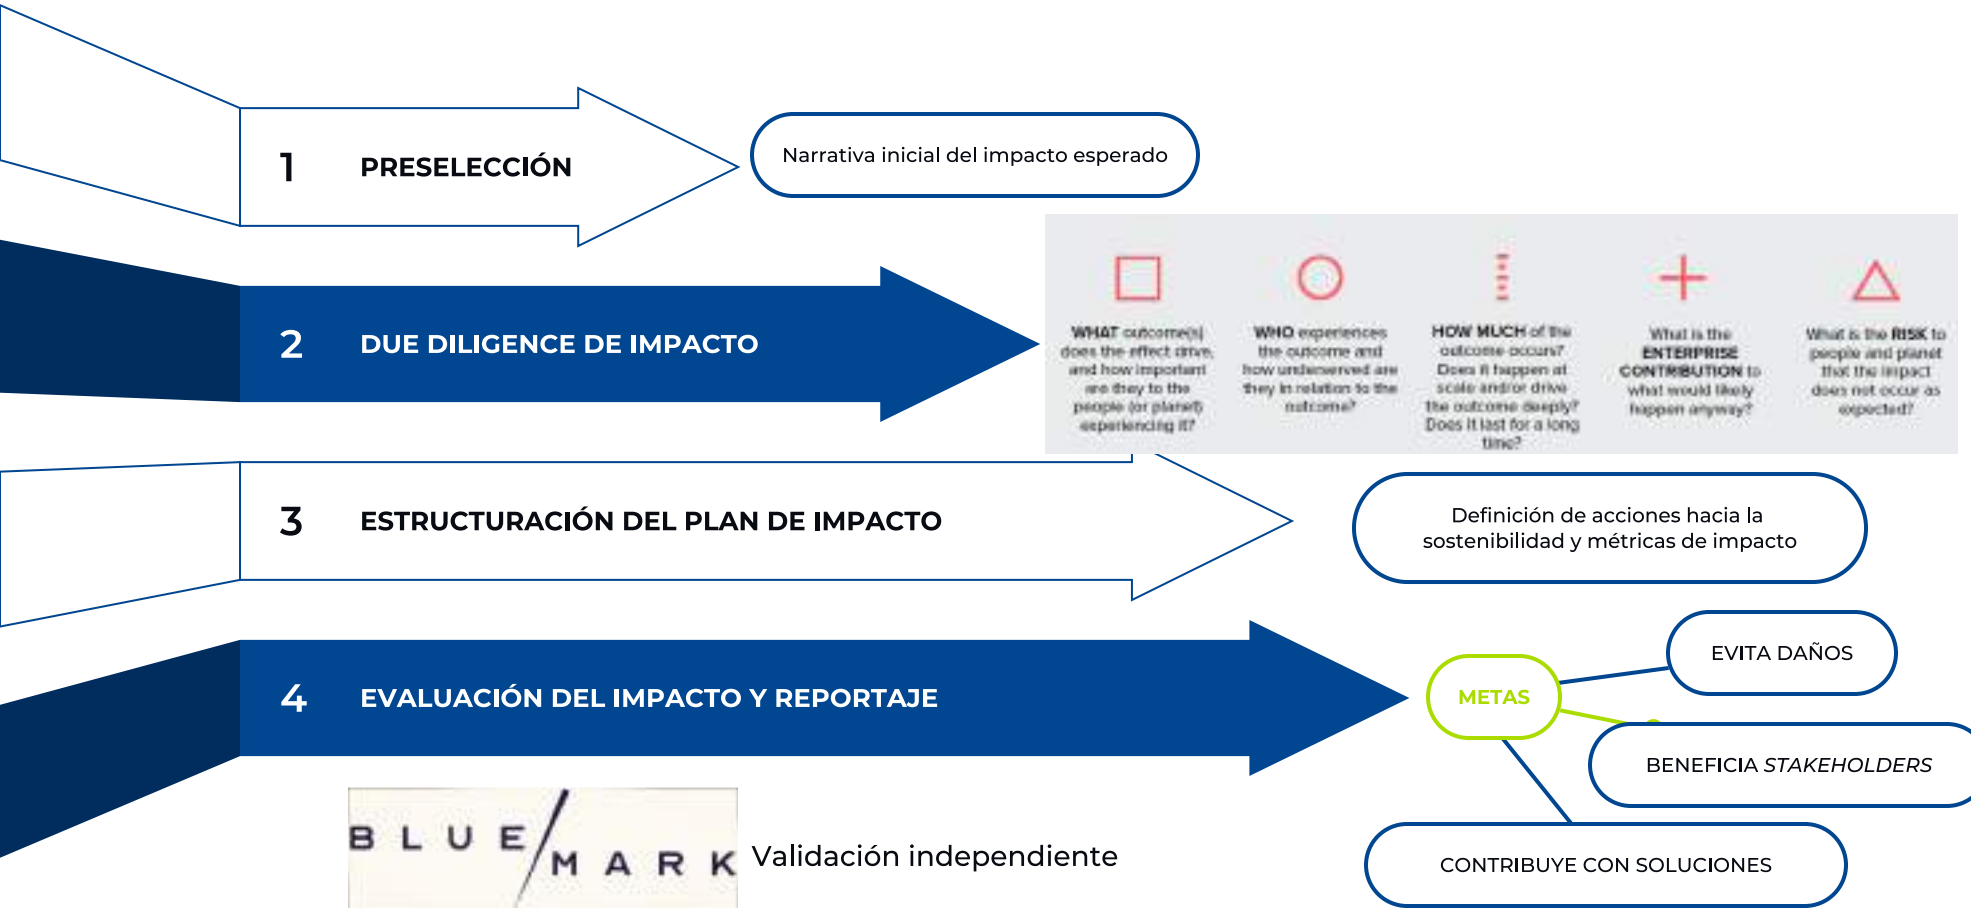 1 PRESELECCIÓN
Narrativa inicial del impacto esperado
2 DUE DILIGENCE DE IMPACTO
WHAT outcome(s)
does the effect drive,
and how important
are they to the
people (or planet)
experiencing it?
WHO experiences
the outcome and
how underserved are
they in relation to the
outcome?
HOW MUCH of the
outcome occurs?
Does it happen at
scale and/or drive
the outcome deeply?
Does it last for a long
time?
What is the
ENTERPRISE
CONTRIBUTION to
what would likely
happen anyway?
What is the RISK to
people and planet
that the impact
does not occur as
expected?
3 ESTRUCTURACIÓN DEL PLAN DE IMPACTO
Definición de acciones hacia la
sostenibilidad y métricas de impacto
4 EVALUACIÓN DEL IMPACTO Y REPORTAJE
METAS
EVITA DAÑOS
BENEFICIA STAKEHOLDERS
CONTRIBUYE CON SOLUCIONES
BLUE/
MARK
Validación independiente